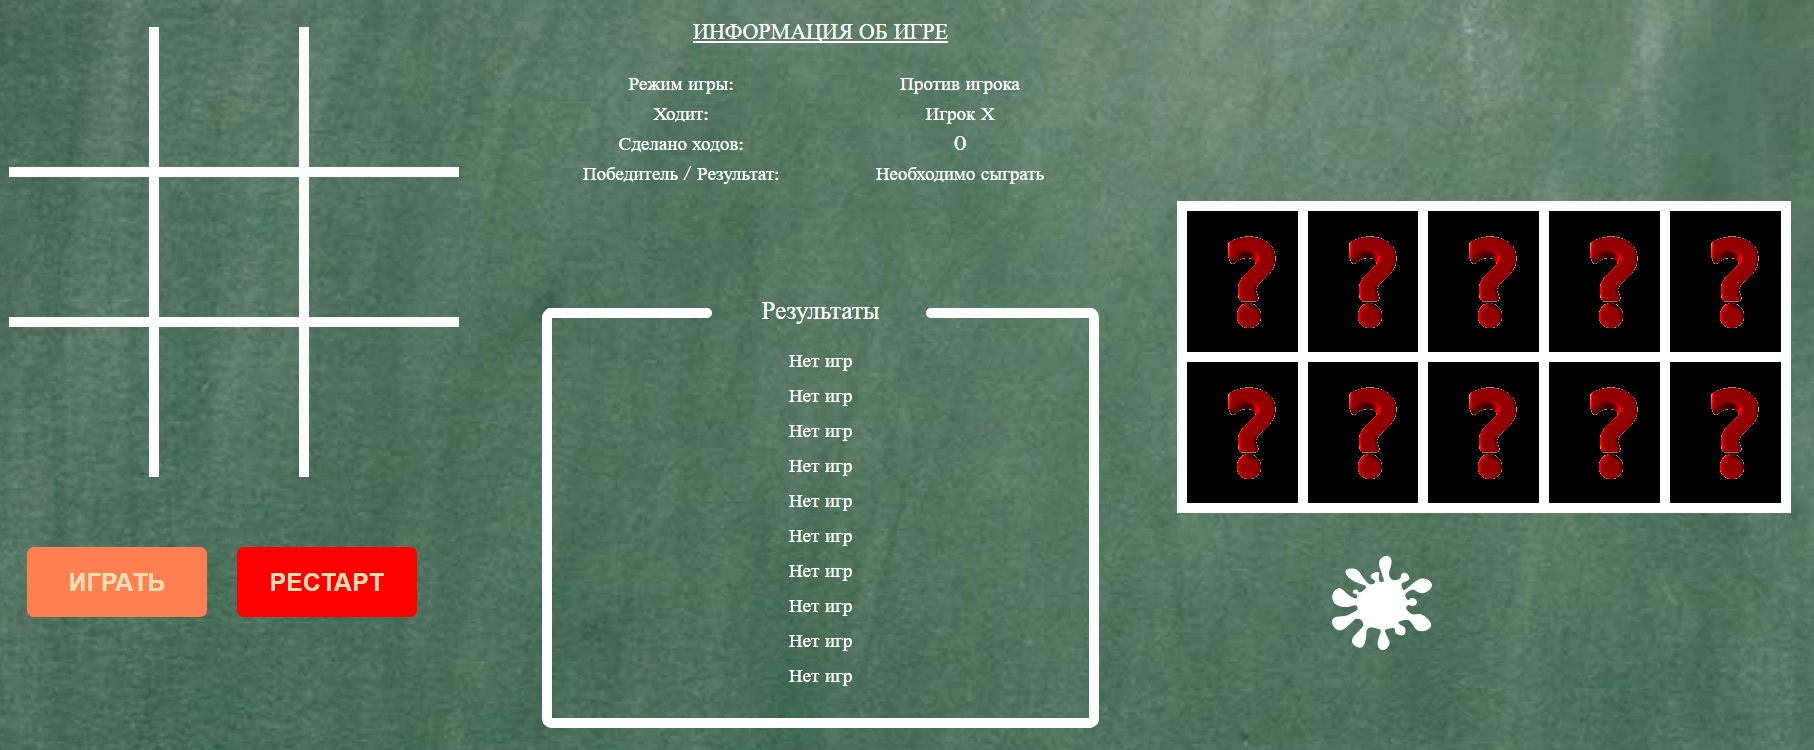 ИНФОРМАЦИЯ ОБ ИГРЕ
Режим игры: Против игрока
Ходит: Игрок X
Сделано ходов: 0
Победитель / Результат: Необходимо сыграть
Результаты
Нет игр
Нет игр
Нет игр
Нет игр
Нет игр
Нет игр
Нет игр
Нет игр
Нет игр
Нет игр
ИГРАТЬ
РЕСТАРТ
? ? ? ? ?
? ? ? ? ?